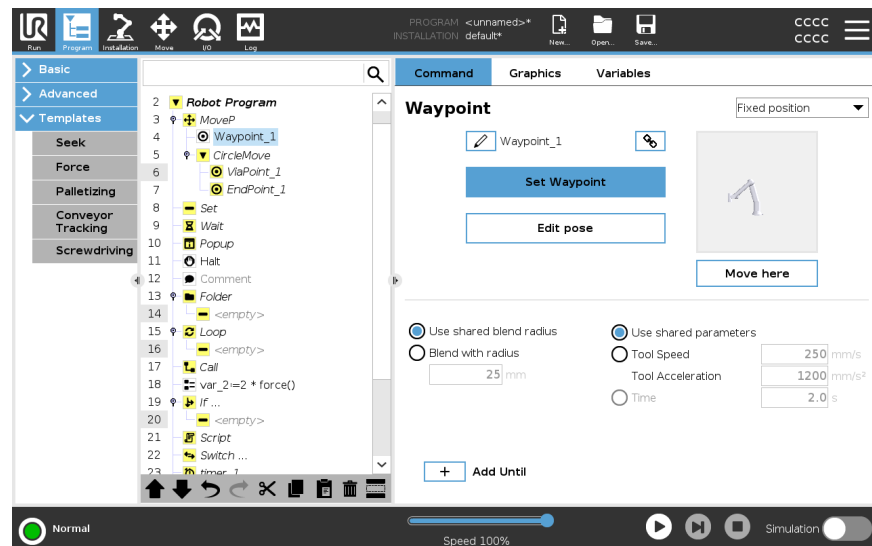 PROGRAM <unnamed>*
INSTALLATION default*
CCCC
CCCC
Run
Program
Installation
Move
I/O
Log
New...
Open...
Save...
Basic
Advanced
Templates
Seek
Force
Palletizing
Conveyor
Tracking
Screwdriving
2 Robot Program
3 MoveP
4 Waypoint_1
5 CircleMove
6 ViaPoint_1
7 EndPoint_1
8 Set
9 Wait
10 Popup
11 Halt
12 Comment
13 Folder
14 <empty>
15 Loop
16 <empty>
17 Call
18 var_2:=2 * force()
19 If ...
20 <empty>
21 Script
22 Switch ...
23 timer_1
Command
Graphics
Variables
Waypoint
Fixed position
Waypoint_1
Set Waypoint
Edit pose
Move here
Use shared blend radius
Blend with radius
25 mm
Use shared parameters
Tool Speed 250 mm/s
Tool Acceleration 1200 mm/s²
Time 2.0 s
+ Add Until
Normal
Speed 100%
Simulation